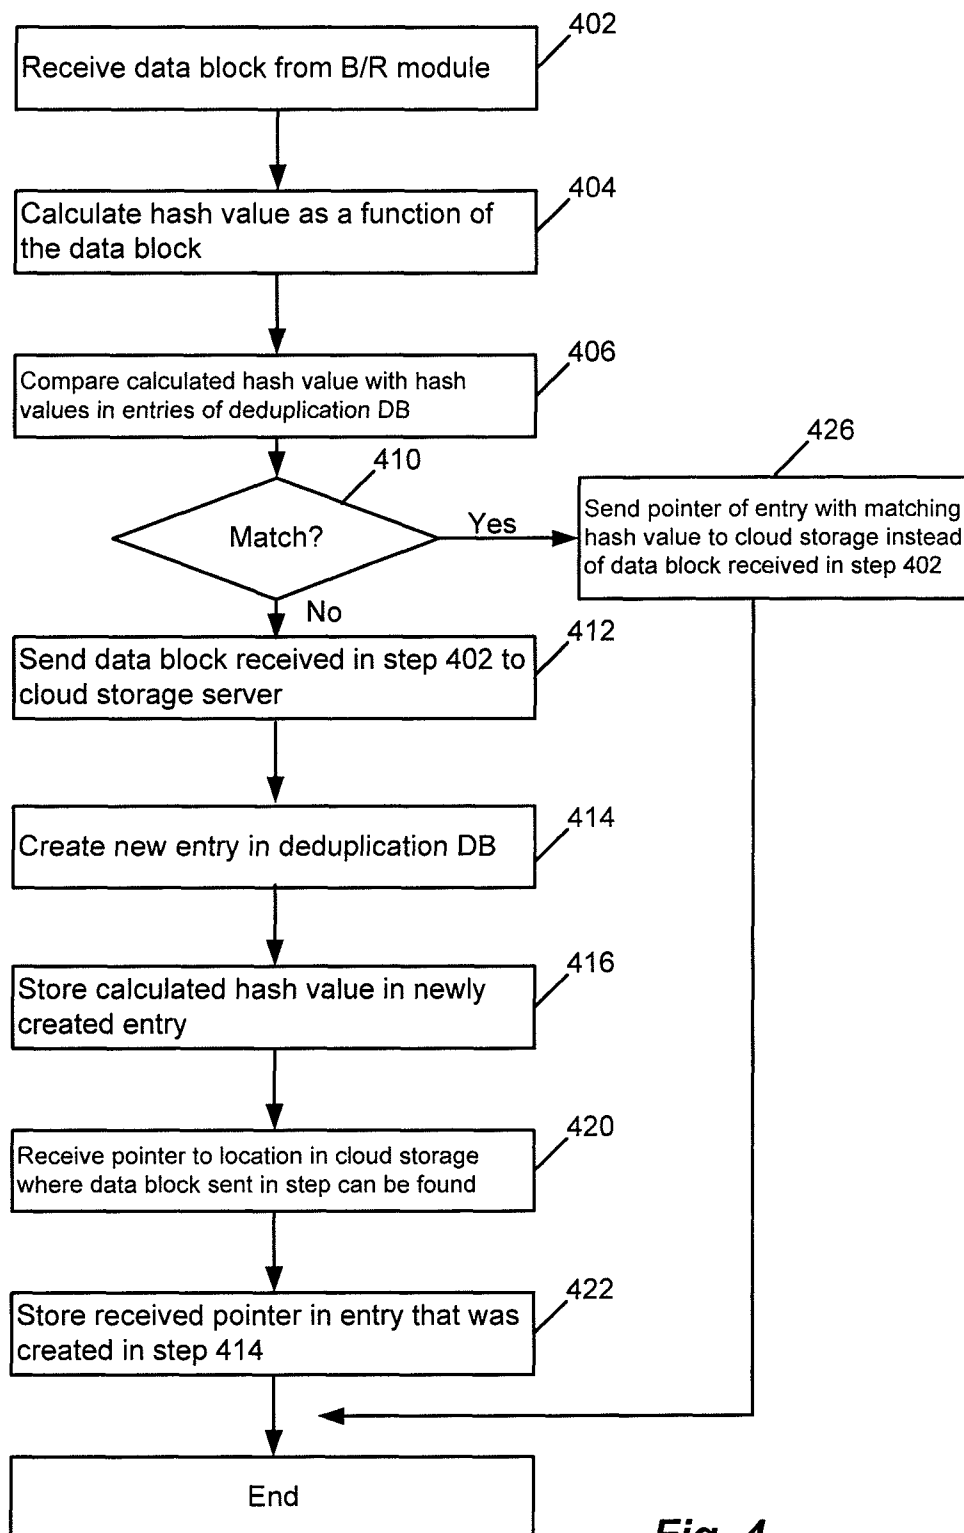 402
Receive data block from B/R module
404
Calculate hash value as a function of
the data block
406
Compare calculated hash value with hash
values in entries of deduplication DB
410
Match?
Yes
426
Send pointer of entry with matching
hash value to cloud storage instead
of data block received in step 402
No
412
Send data block received in step 402 to
cloud storage server
414
Create new entry in deduplication DB
416
Store calculated hash value in newly
created entry
420
Receive pointer to location in cloud storage
where data block sent in step can be found
422
Store received pointer in entry that was
created in step 414
End
Fig. 4